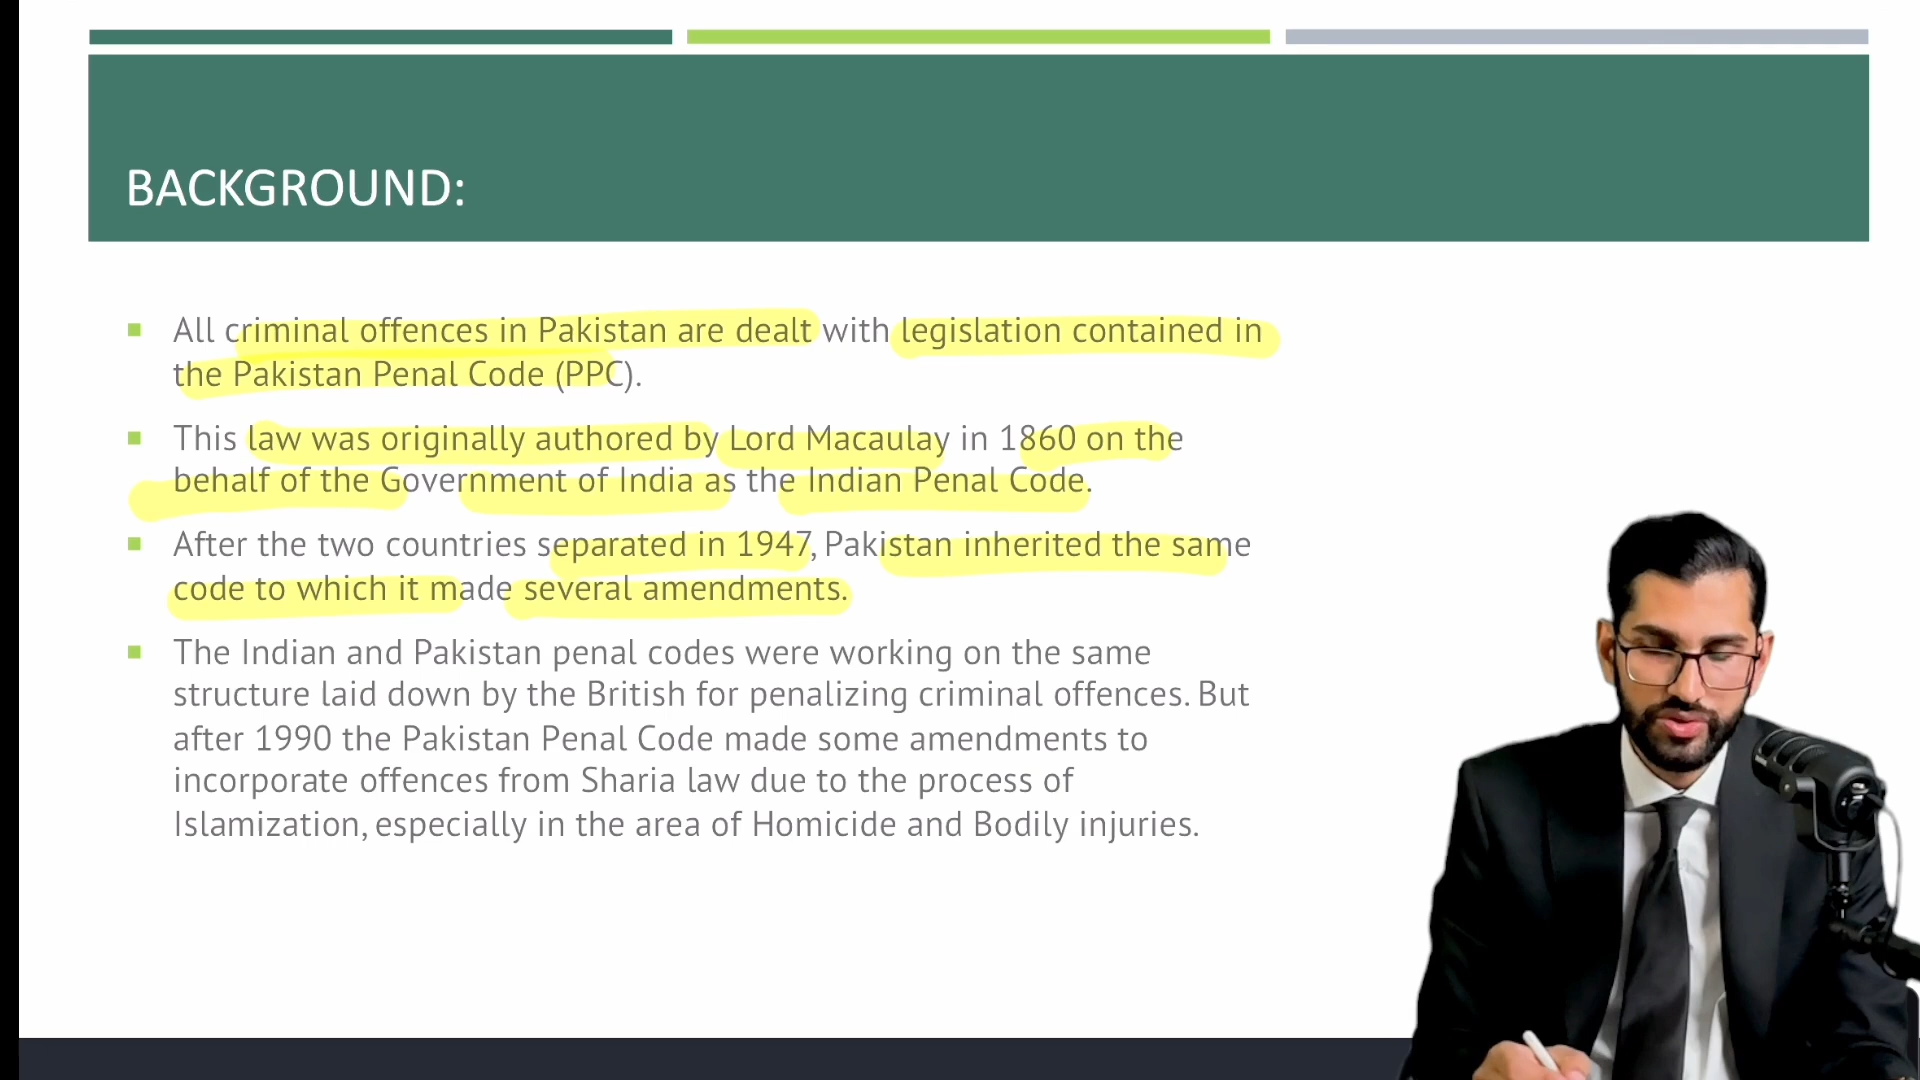 BACKGROUND:
All criminal offences in Pakistan are dealt with legislation contained in
the Pakistan Penal Code (PPC).
This law was originally authored by Lord Macaulay in 1860 on the
behalf of the Government of India as the Indian Penal Code.
After the two countries separated in 1947, Pakistan inherited the same
code to which it made several amendments.
The Indian and Pakistan penal codes were working on the same
structure laid down by the British for penalizing criminal offences. But
after 1990 the Pakistan Penal Code made some amendments to
incorporate offences from Sharia law due to the process of
Islamization, especially in the area of Homicide and Bodily injuries.